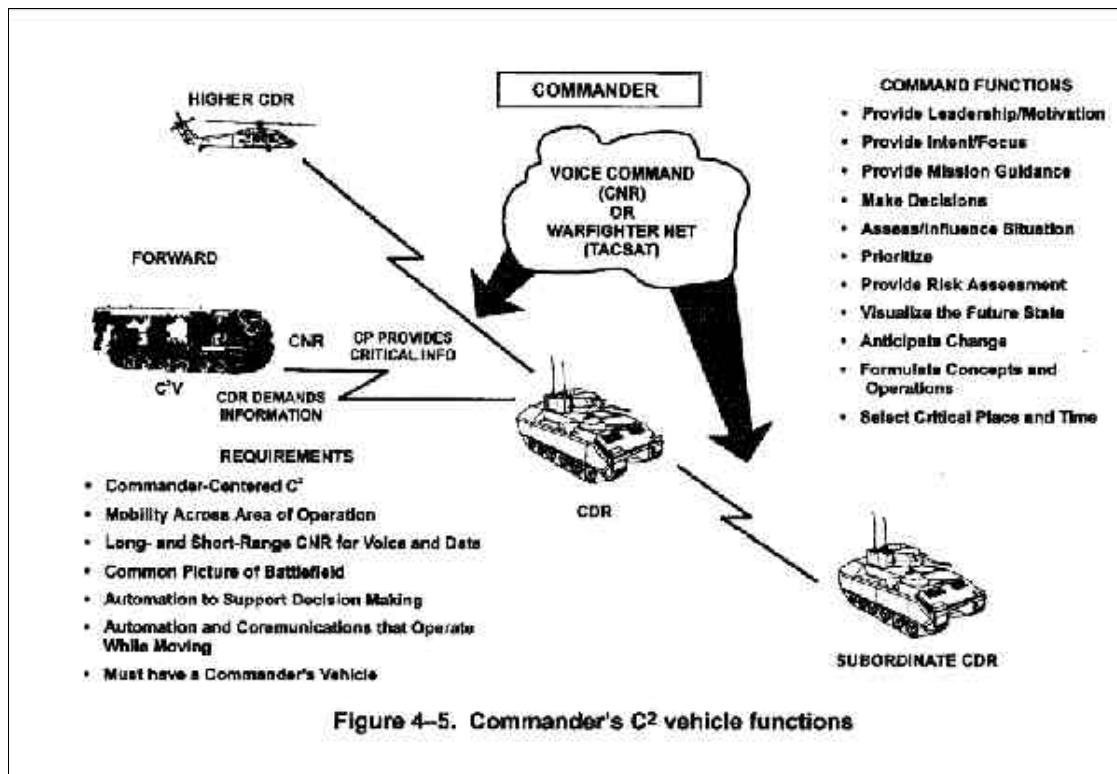 HIGHER CDR
COMMANDER
VOICE COMMAND
(CNR)
OR
WARFIGHTER NET
(TACSAT)
COMMAND FUNCTIONS
• Provide Leadership/Motivation
• Provide Intent/Focus
• Provide Mission Guidance
• Make Decisions
• Assess/Influence Situation
• Prioritize
• Provide Risk Assessment
• Visualize the Future State
• Anticipate Change
• Formulate Concepts and
Operations
• Select Critical Place and Time
FORWARD
CNR
C²V
CP PROVIDES
CRITICAL INFO
CDR DEMANDS
INFORMATION
CDR
SUBORDINATE CDR
REQUIREMENTS
• Commander-Centered C²
• Mobility Across Area of Operation
• Long- and Short-Range CNR for Voice and Data
• Common Picture of Battlefield
• Automation to Support Decision Making
• Automation and Communications that Operate
While Moving
• Must have a Commander's Vehicle
Figure 4–5. Commander's C² vehicle functions